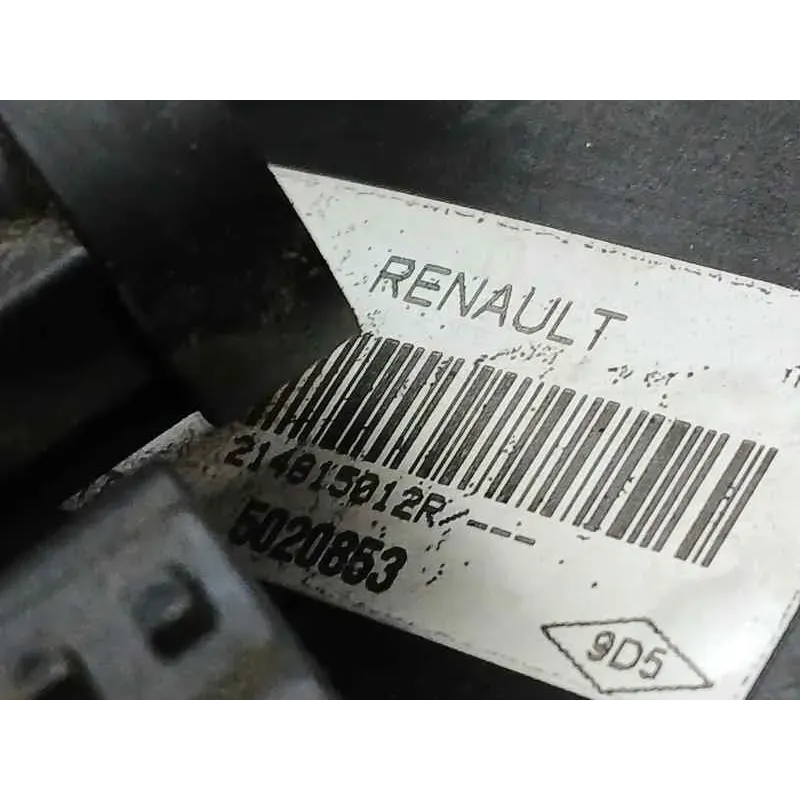 RENAULT
214815012R/---
5020853
9D5